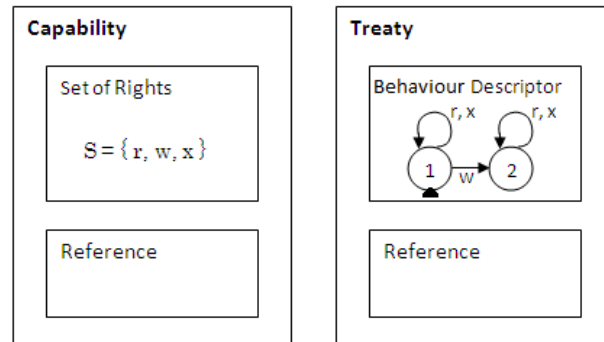 Capability
Set of Rights
S = { r, w, x }
Reference
Treaty
Behaviour Descriptor
r, x
r, x
1
w
2
Reference